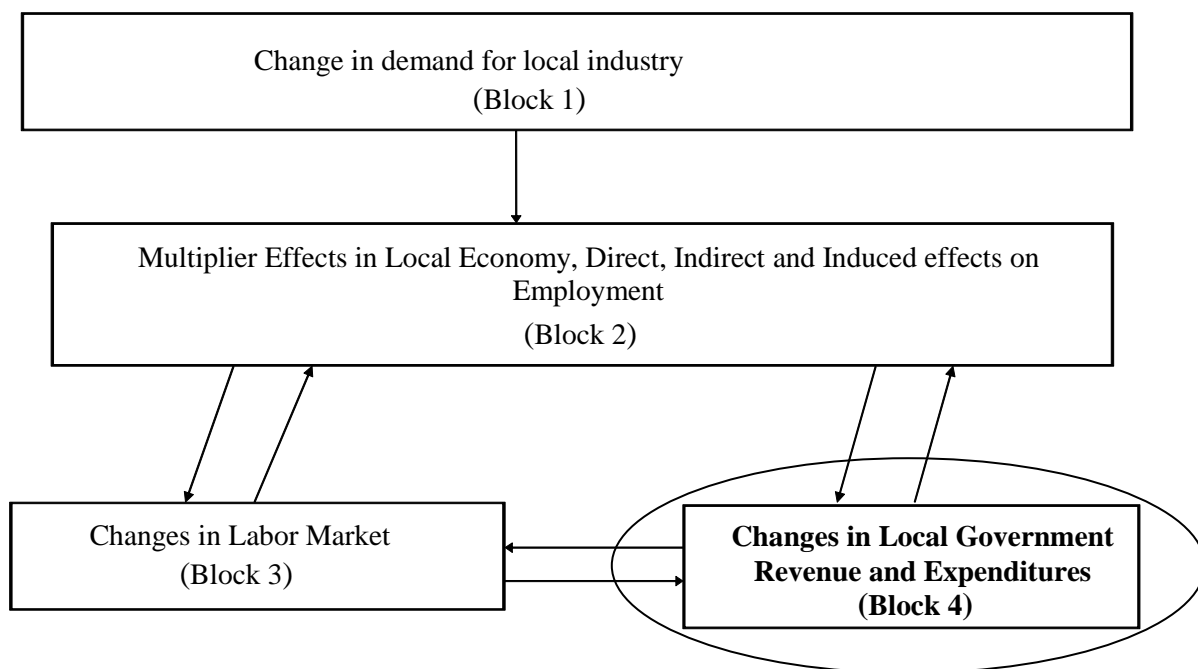 Change in demand for local industry
(Block 1)
Multiplier Effects in Local Economy, Direct, Indirect and Induced effects on
Employment
(Block 2)
Changes in Labor Market
(Block 3)
Changes in Local Government
Revenue and Expenditures
(Block 4)